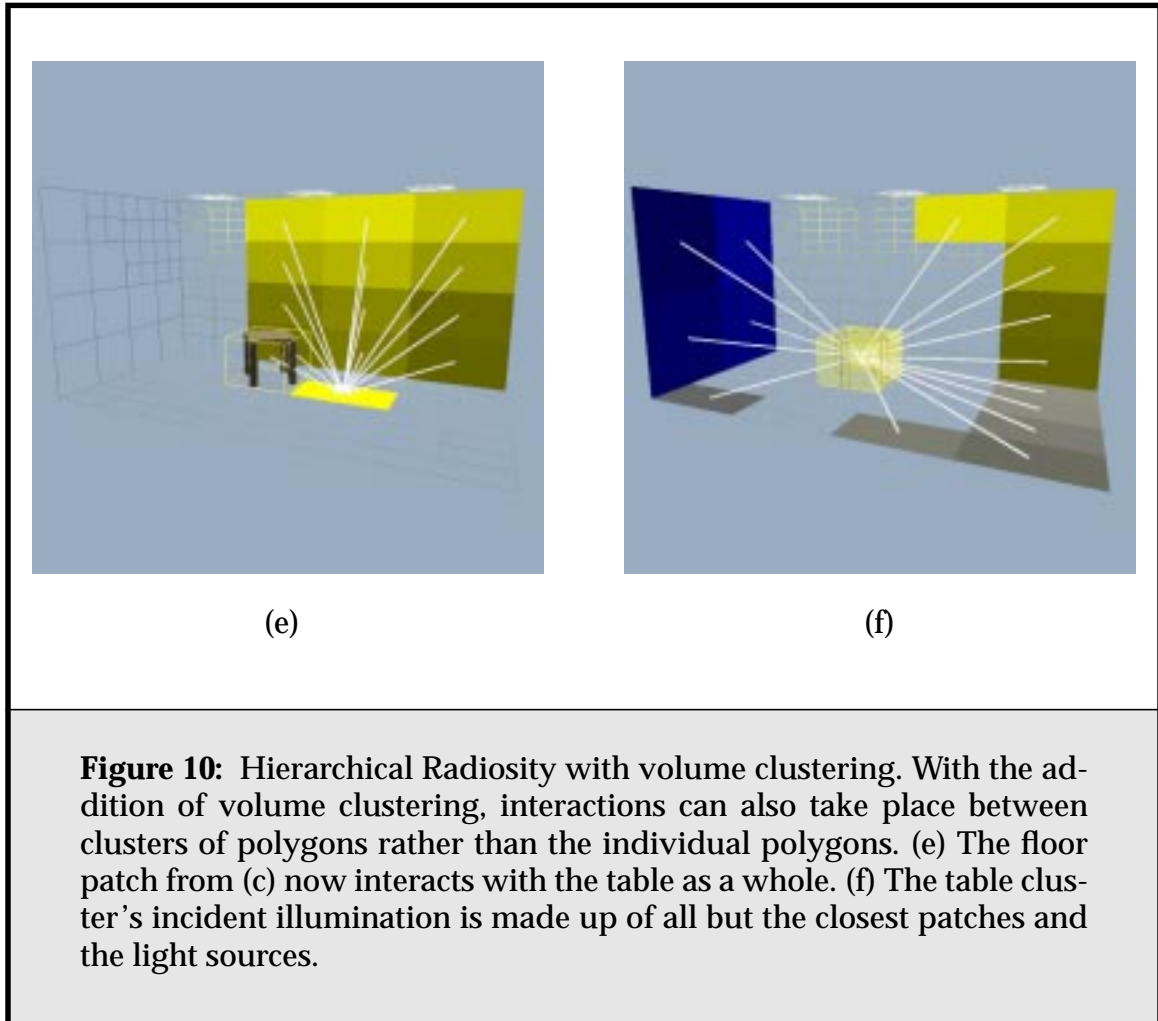 (e)
(f)
Figure 10: Hierarchical Radiosity with volume clustering. With the ad-
dition of volume clustering, interactions can also take place between
clusters of polygons rather than the individual polygons. (e) The floor
patch from (c) now interacts with the table as a whole. (f) The table clus-
ter's incident illumination is made up of all but the closest patches and
the light sources.